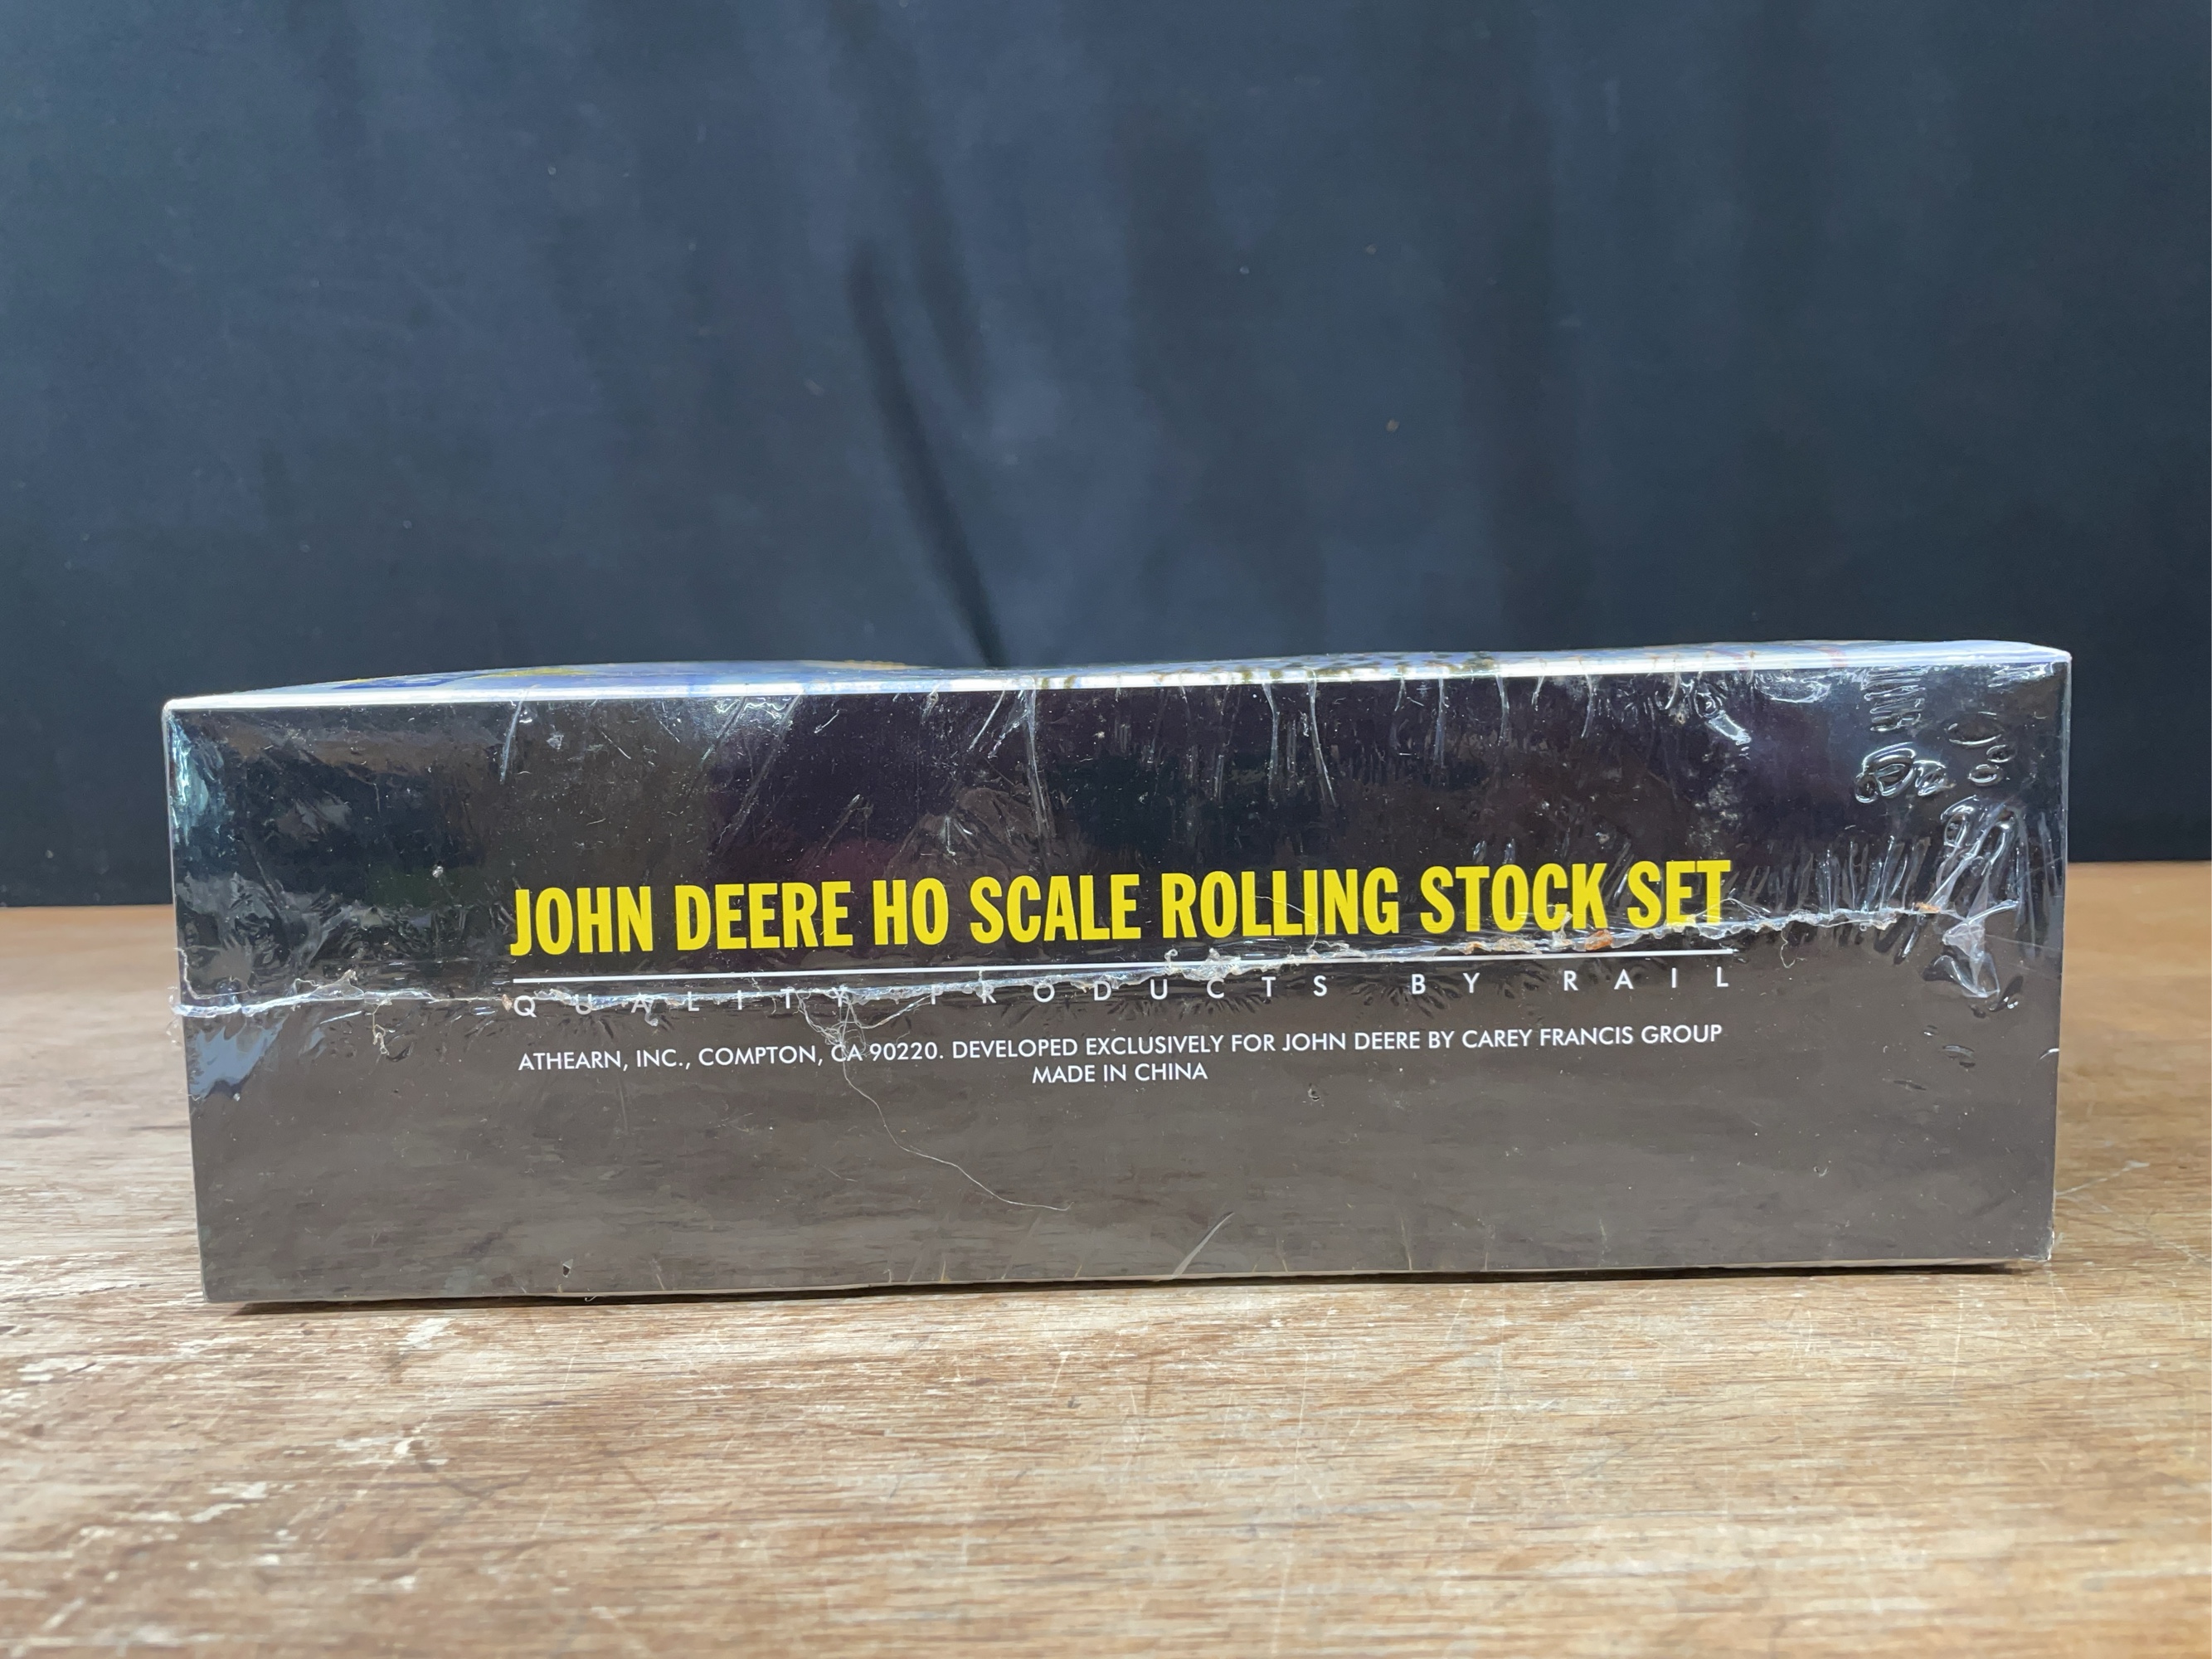 JOHN DEERE HO SCALE ROLLING STOCK SET
QUALITY PRODUCTS BY RAIL
ATHEARN, INC., COMPTON, CA 90220. DEVELOPED EXCLUSIVELY FOR JOHN DEERE BY CAREY FRANCIS GROUP
MADE IN CHINA